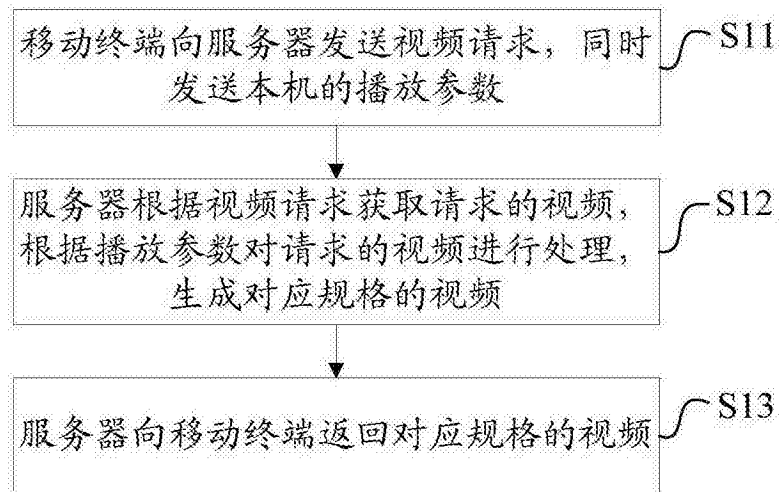 移动终端向服务器发送视频请求，同时
发送本机的播放参数
S11
服务器根据视频请求获取请求的视频，
根据播放参数对请求的视频进行处理，
生成对应规格的视频
S12
服务器向移动终端返回对应规格的视频
S13